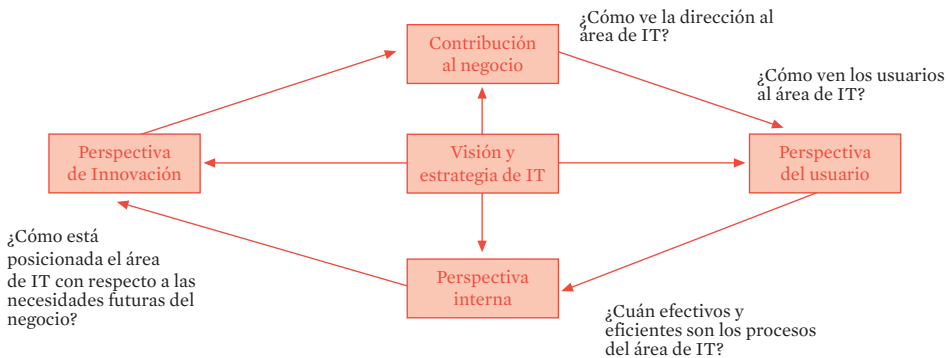 ¿Cómo ve la dirección al
área de IT?
Contribución
al negocio
¿Cómo ven los usuarios
al área de IT?
Perspectiva
de Innovación
Visión y
estrategia de IT
Perspectiva
del usuario
¿Cómo está
posicionada el área
de IT con respecto a las
necesidades futuras del
negocio?
Perspectiva
interna
¿Cuán efectivos y
eficientes son los procesos
del área de IT?